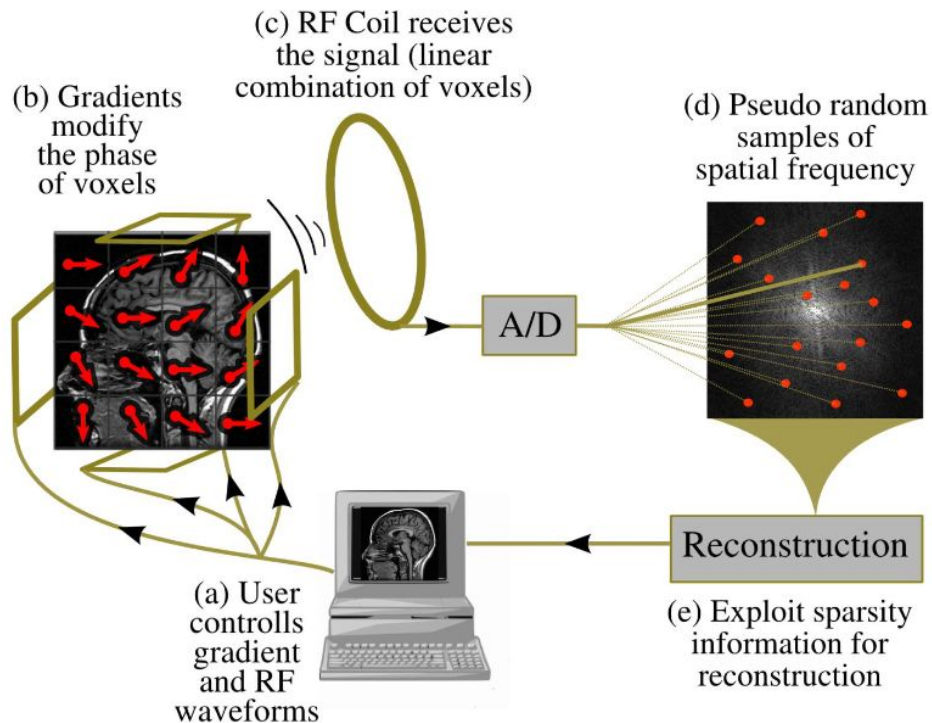 (c) RF Coil receives
the signal (linear
combination of voxels)
(b) Gradients
modify
the phase
of voxels
(d) Pseudo random
samples of
spatial frequency
A/D
Reconstruction
(a) User
controlls
gradient
and RF
waveforms
(e) Exploit sparsity
information for
reconstruction